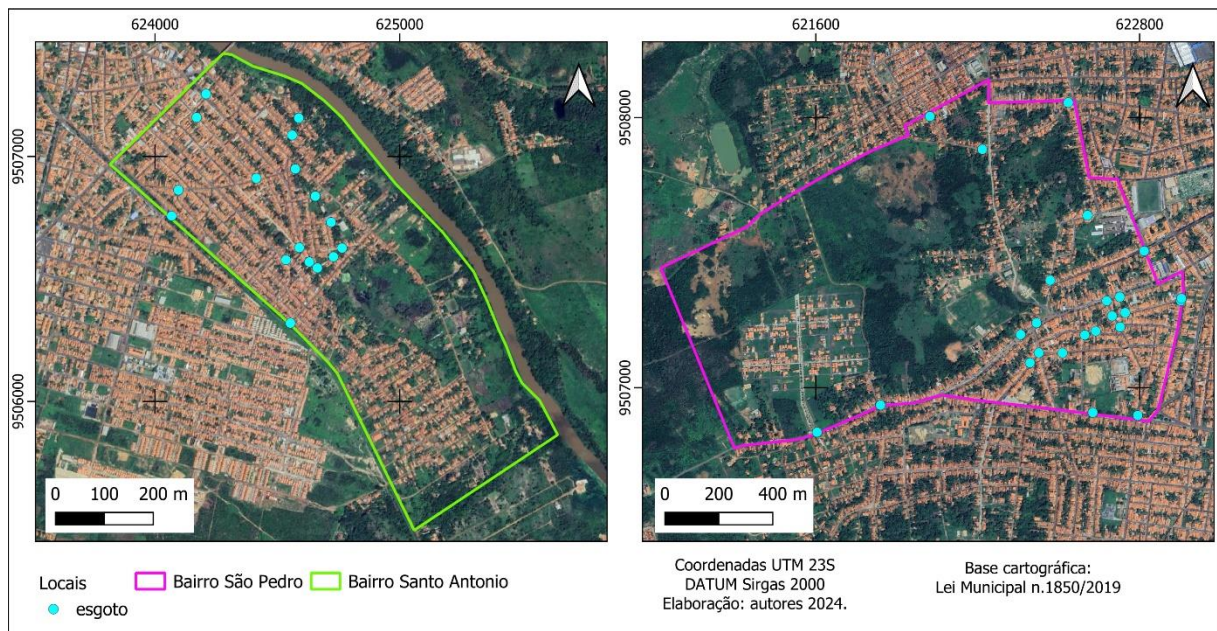 624000 625000
9507000
9506000
0 100 200 m
621600 622800
9508000
9507000
0 200 400 m
Locais
esgoto
Bairro São Pedro
Bairro Santo Antonio
Coordenadas UTM 23S
DATUM Sirgas 2000
Elaboração: autores 2024.
Base cartográfica:
Lei Municipal n.1850/2019